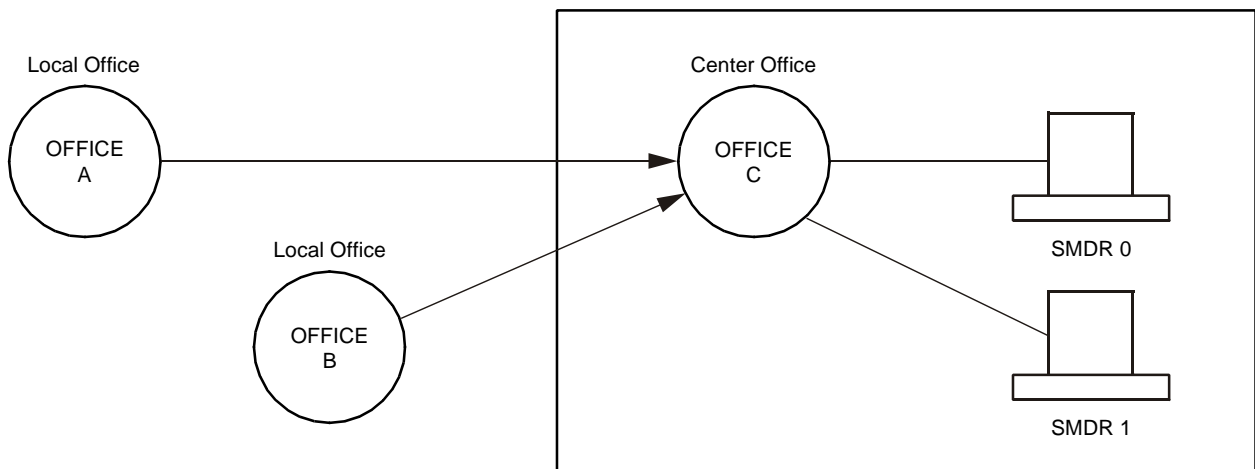 Local Office
OFFICE
A
Local Office
OFFICE
B
Center Office
OFFICE
C
SMDR 0
SMDR 1